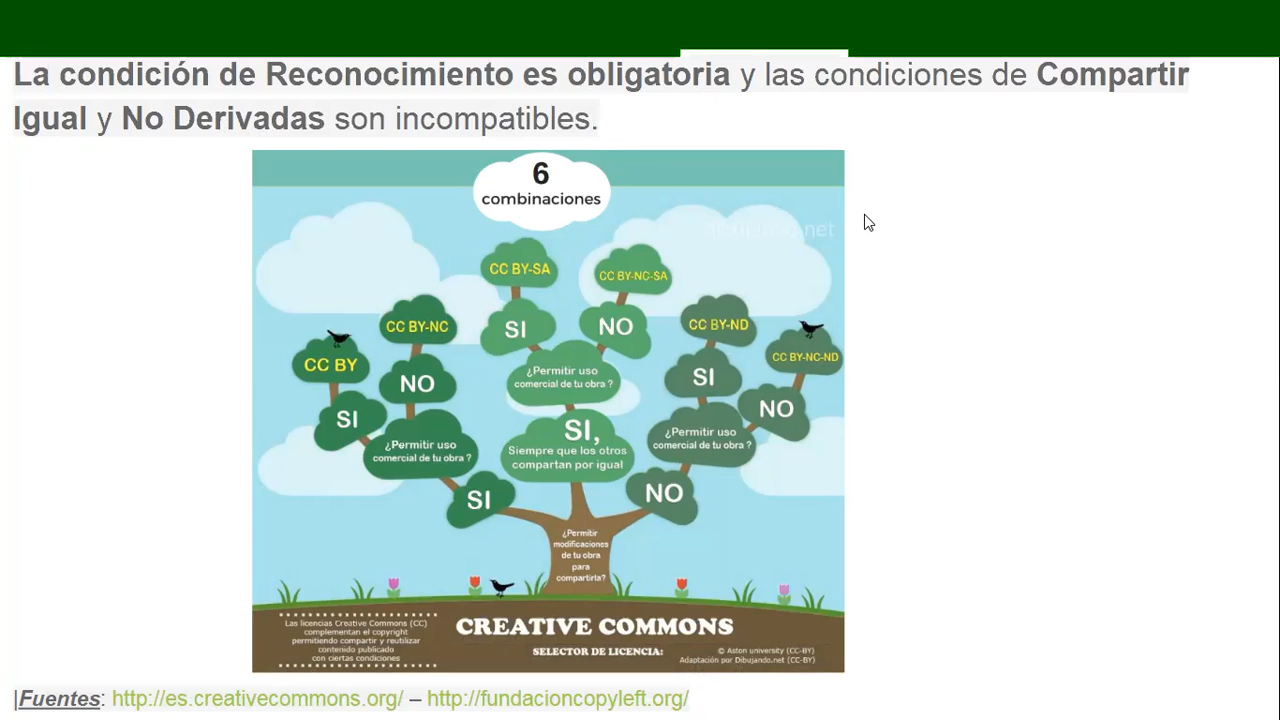 La condición de Reconocimiento es obligatoria y las condiciones de Compartir
Igual y No Derivadas son incompatibles.
6
combinaciones
CC BY-SA
CC BY-NC-SA
CC BY-NC
SI
NO
CC BY-ND
CC BY
NO
¿Permitir uso
comercial de tu obra ?
SI
CC BY-NC-ND
SI
¿Permitir uso
comercial de tu obra ?
SI,
Siempre que los otros
compartan por igual
¿Permitir uso
comercial de tu obra ?
NO
SI
NO
¿Permitir
modificaciones
de tu obra
para
compartirla?
Las licencias Creative Commons (CC)
complementan el copyright
permitiendo compartir y reutilizar
contenido publicado
con ciertas condiciones
CREATIVE COMMONS
SELECTOR DE LICENCIA:
© Aston university (CC-BY)
Adaptación por Dibujando.net (CC-BY)
|Fuentes: http://es.creativecommons.org/ – http://fundacioncopyleft.org/